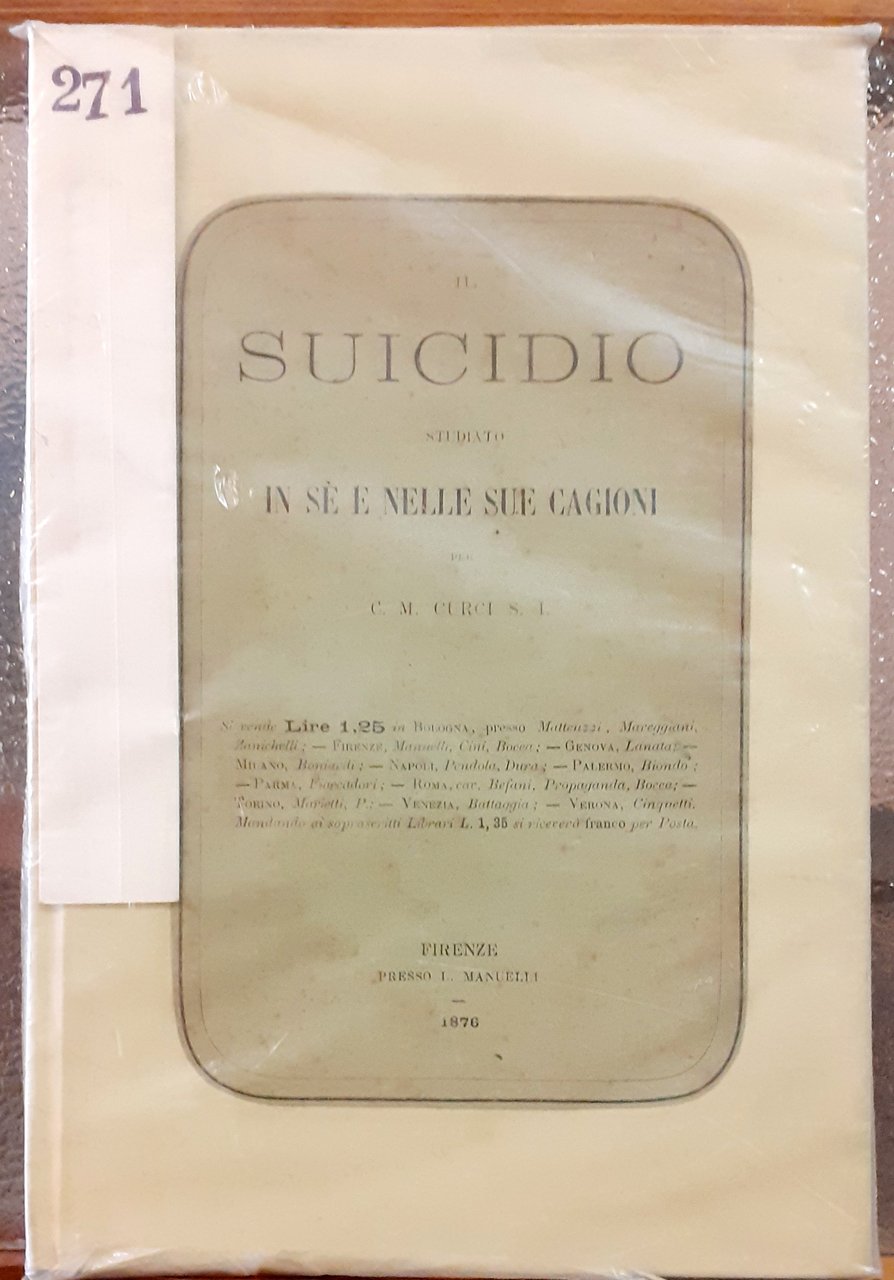 271
IL
SUICIDIO
STUDIATO
IN SÈ E NELLE SUE CAGIONI
PER
C. M. CURCI S. I.
Si vende Lire 1,25 in BOLOGNA, presso Matteuzzi, Mareggiani,
Zanichelli; — FIRENZE, Manuelli, Cini, Bocca; — GENOVA, Lanata; —
MILANO, Boniardi; — NAPOLI, Pendola, Dura; — PALERMO, Biondo;
— PARMA, Fiaccadori; — ROMA, cav. Befani, Propaganda, Bocca; —
TORINO, Marietti, P.; — VENEZIA, Battaggia; — VERONA, Cinquetti.
Mandando ai soprascritti Librari L. 1, 35 si riceverà franco per Posta.
FIRENZE
PRESSO L. MANUELLI
—
1876